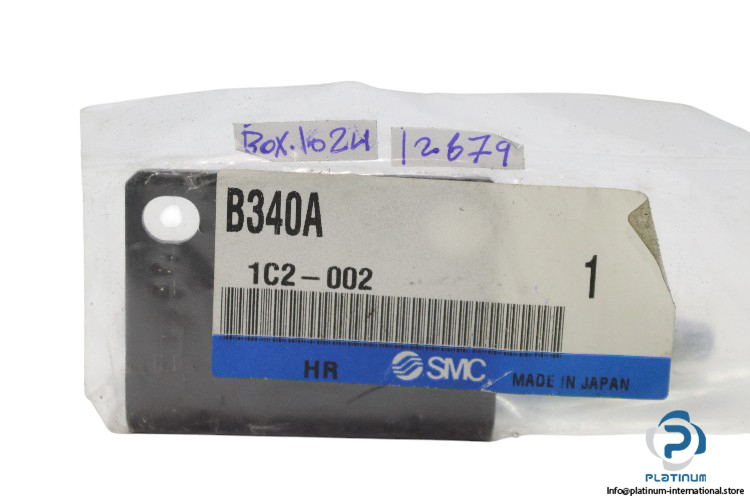 Box.1024 12679
B340A
1C2-002
1
HR SMC MADE IN JAPAN
PLATINUM
Info@platinum-international.store